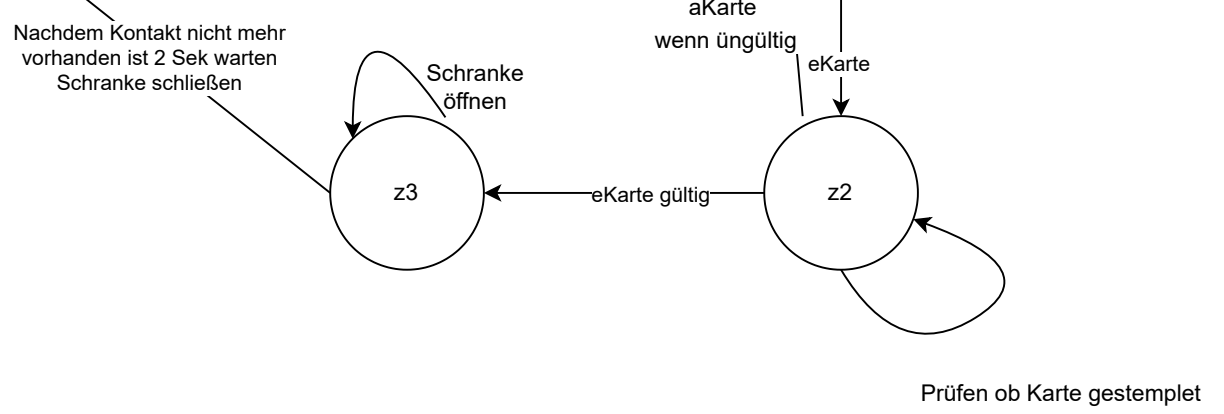 aKarte
wenn üngültig
Nachdem Kontakt nicht mehr
vorhanden ist 2 Sek warten
Schranke schließen
Schranke
öffnen
eKarte
z3
eKarte gültig
z2
Prüfen ob Karte gestemplet